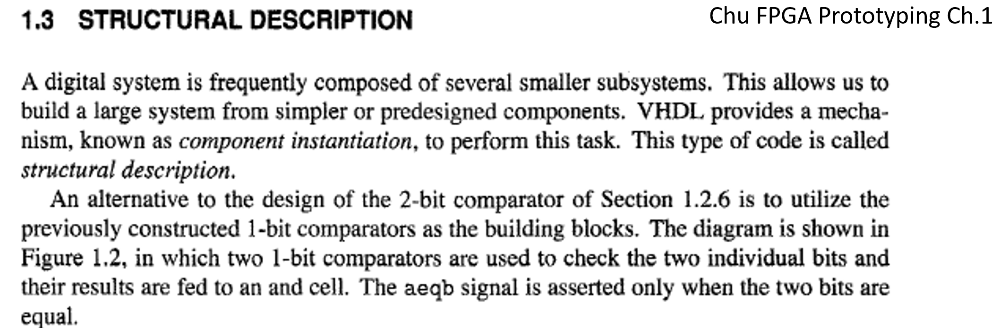 1.3 STRUCTURAL DESCRIPTION
Chu FPGA Prototyping Ch.1
A digital system is frequently composed of several smaller subsystems. This allows us to
build a large system from simpler or predesigned components. VHDL provides a mecha-
nism, known as component instantiation, to perform this task. This type of code is called
structural description.
An alternative to the design of the 2-bit comparator of Section 1.2.6 is to utilize the
previously constructed 1-bit comparators as the building blocks. The diagram is shown in
Figure 1.2, in which two 1-bit comparators are used to check the two individual bits and
their results are fed to an and cell. The aeqb signal is asserted only when the two bits are
equal.